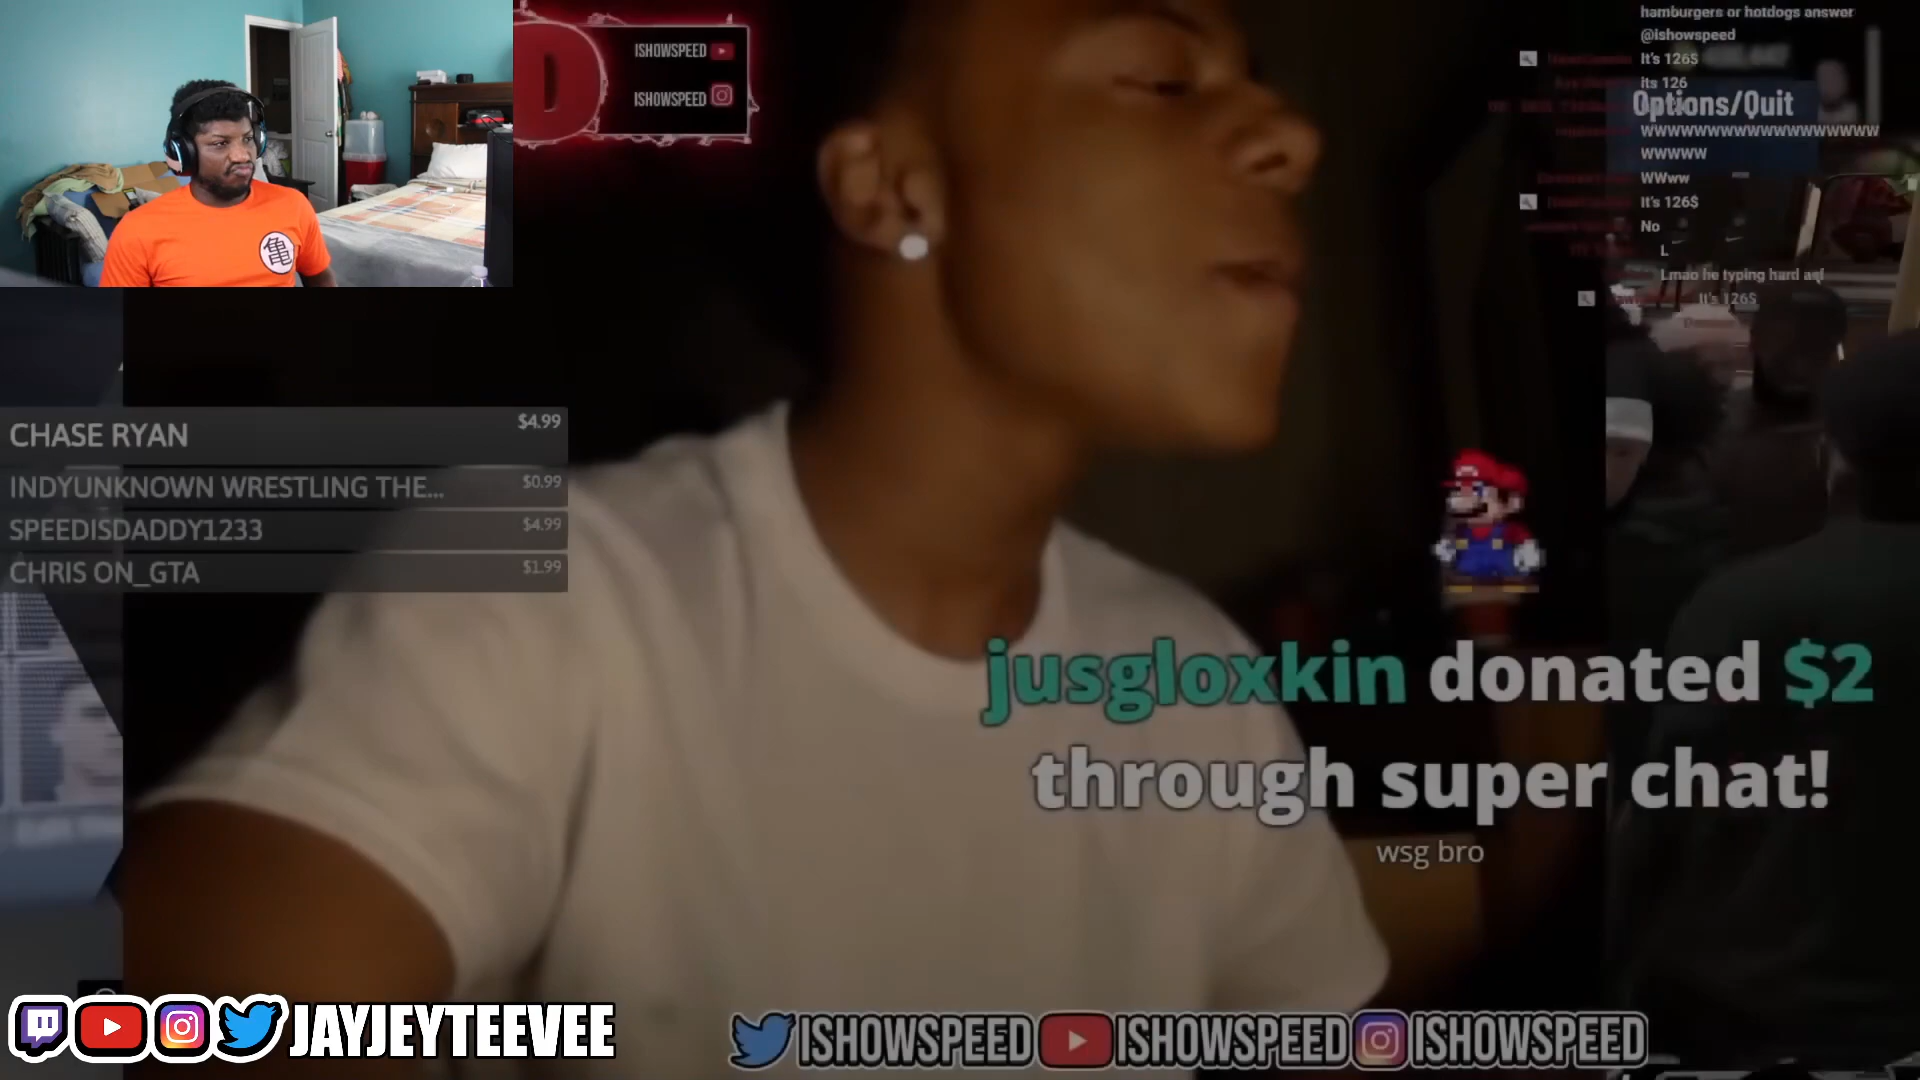 D
ISHOWSPEED
ISHOWSPEED
hamburgers or hotdogs answer
@ishowspeed
It's 126$
its 126
Options/Quit
WWWWWWWWWWWWWWWWWW
WWWWW
WWww
It's 126$
No
L
Lmao he typing hard aql
It's 126$
亀
CHASE RYAN $4.99
INDYUNKNOWN WRESTLING THE... $0.99
SPEEDISDADDY1233 $4.99
CHRIS ON_GTA $1.99
jusgloxkin donated $2
through super chat!
wsg bro
JAYJEYTEEVEE
ISHOWSPEED ISHOWSPEED ISHOWSPEED